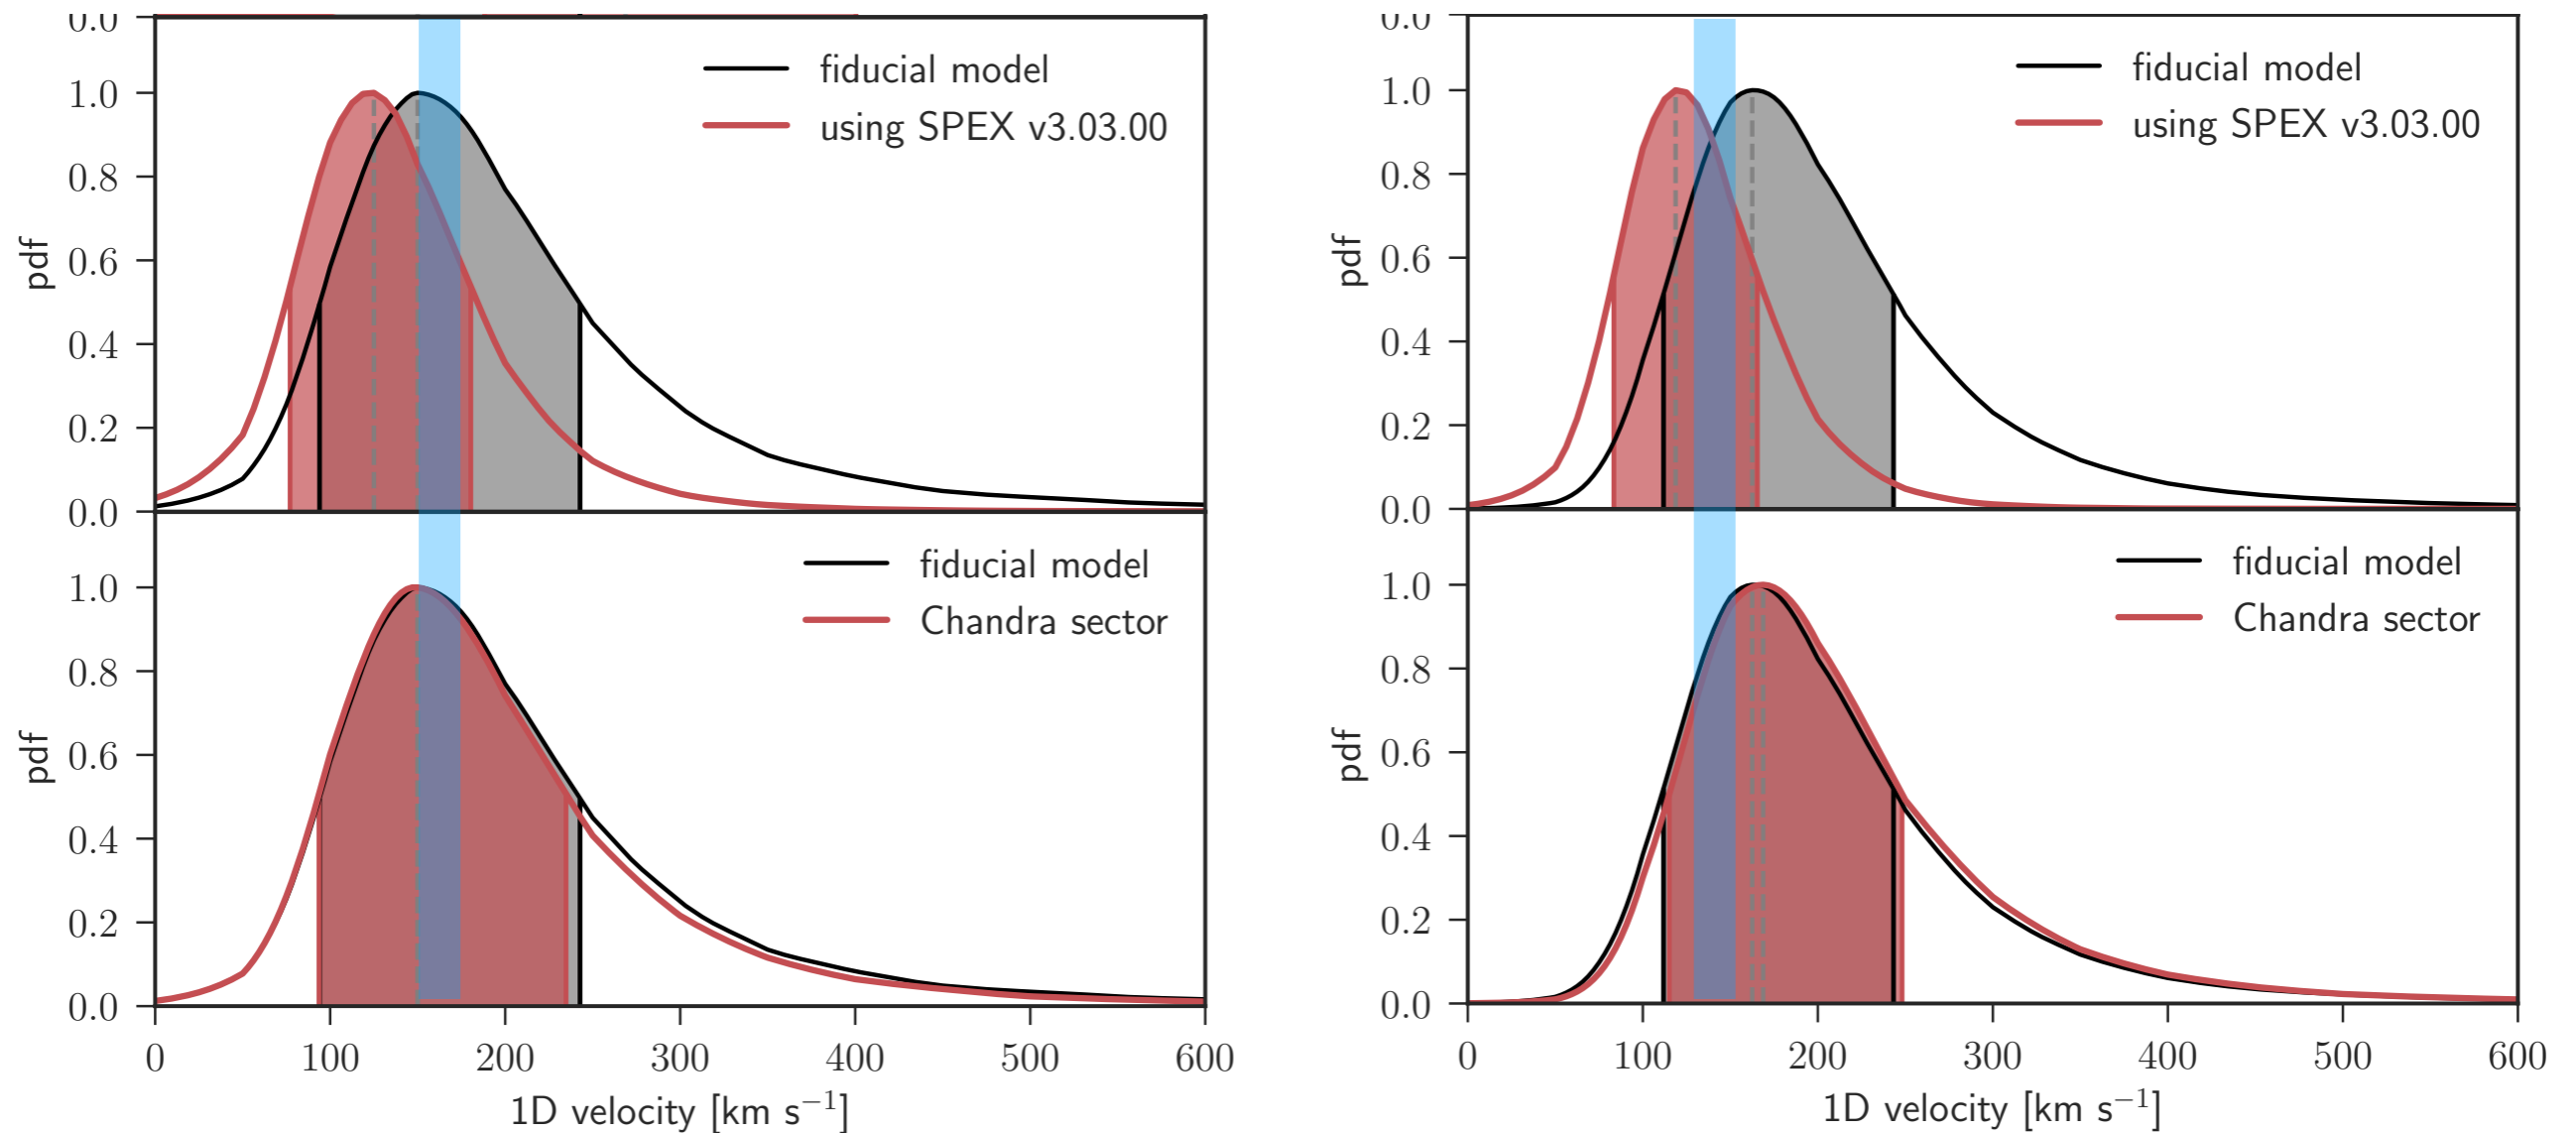 0.0
fiducial model
using SPEX v3.03.00
1.0
0.8
0.6
0.4
0.2
0.0
pdf
fiducial model
Chandra sector
1.0
0.8
0.6
0.4
0.2
0.0
pdf
0 100 200 300 400 500 600
1D velocity [km s⁻¹]
0.0
fiducial model
using SPEX v3.03.00
1.0
0.8
0.6
0.4
0.2
0.0
pdf
fiducial model
Chandra sector
1.0
0.8
0.6
0.4
0.2
0.0
pdf
0 100 200 300 400 500 600
1D velocity [km s⁻¹]